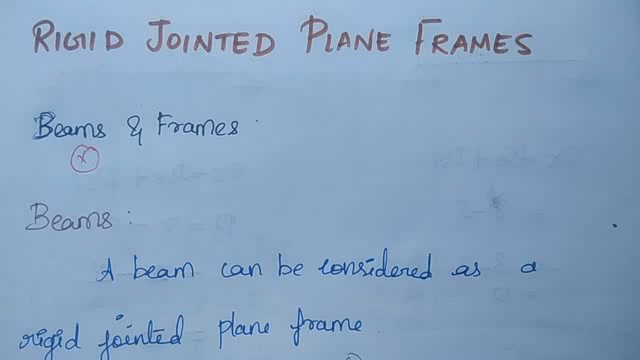 RIGID JOINTED PLANE FRAMES
Beams & Frames.
x
Beams :
A beam can be considered as a
rigid jointed plane frame.